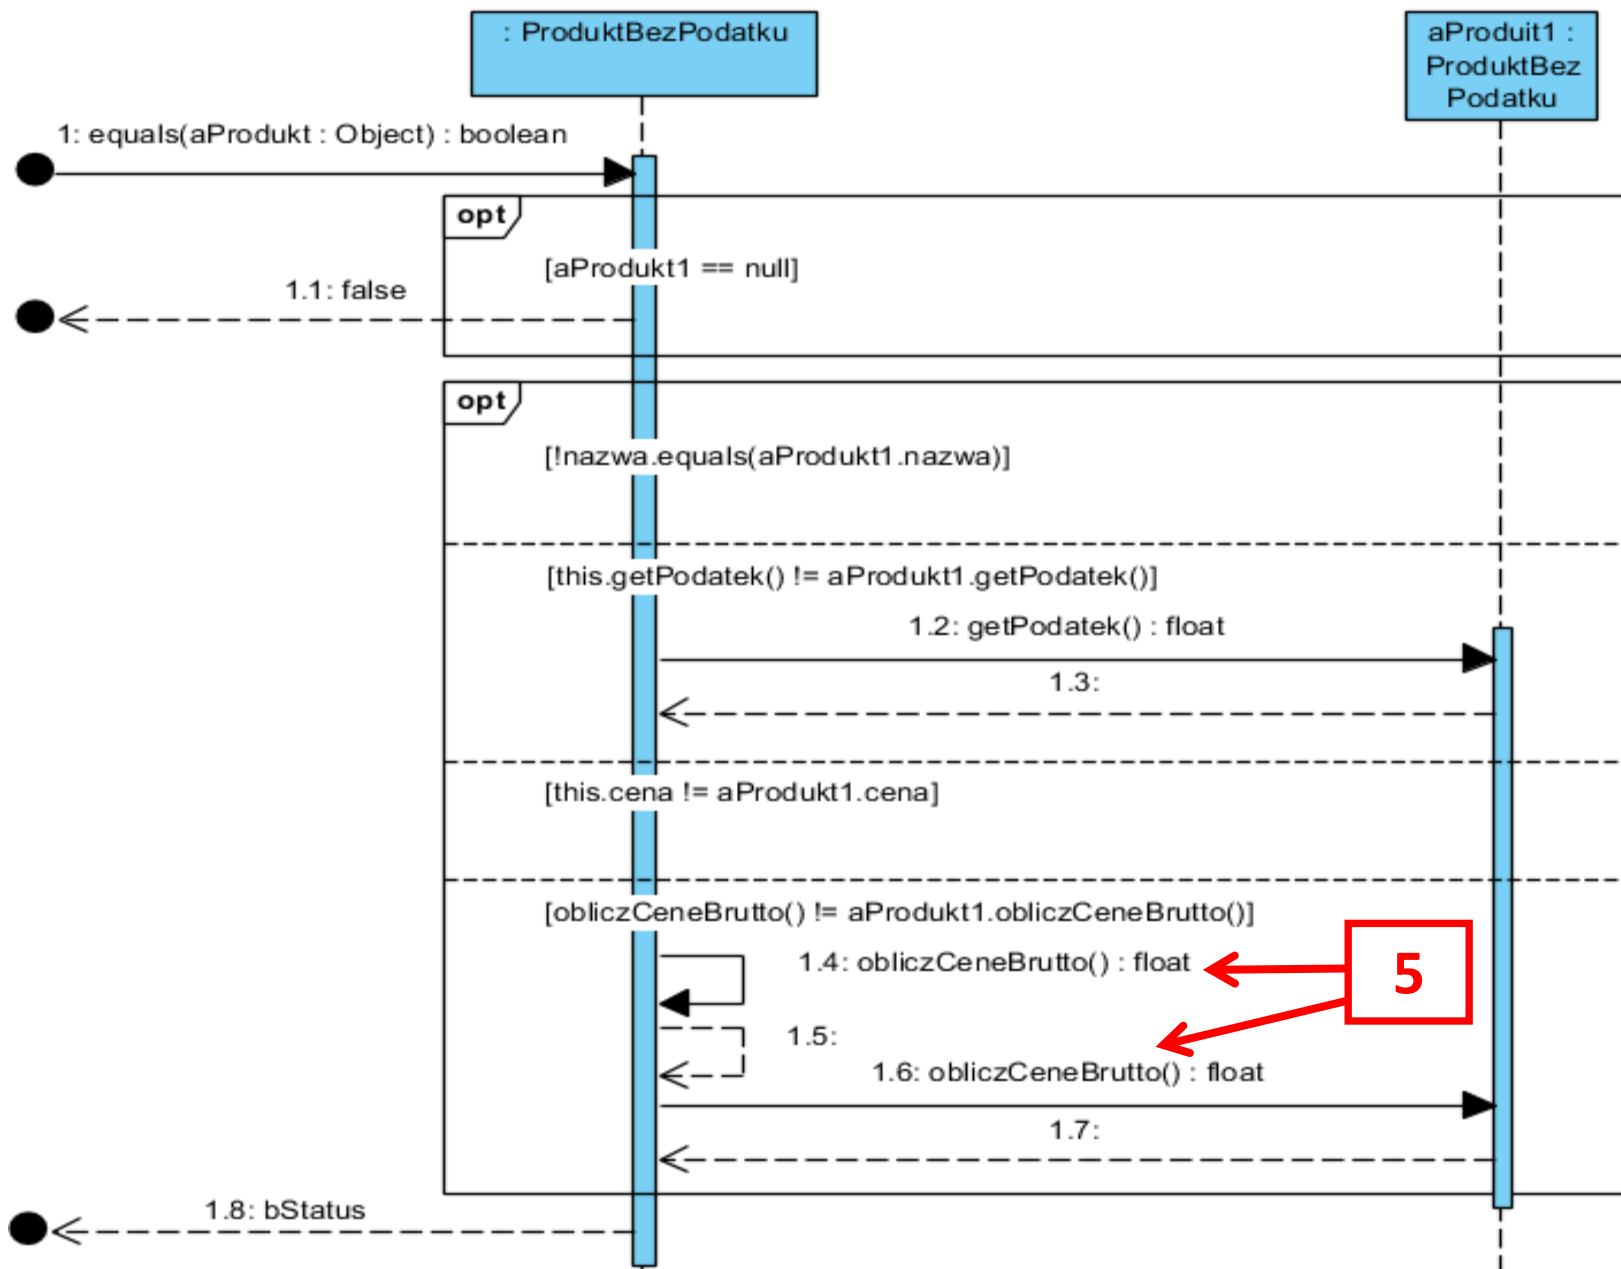 : ProduktBezPodatku
aProduit1 :
ProduktBez
Podatku
1: equals(aProdukt : Object) : boolean
opt
[aProdukt1 == null]
1.1: false
opt
[!nazwa.equals(aProdukt1.nazwa)]
[this.getPodatek() != aProdukt1.getPodatek()]
1.2: getPodatek() : float
1.3:
[this.cena != aProdukt1.cena]
[obliczCeneBrutto() != aProdukt1.obliczCeneBrutto()]
1.4: obliczCeneBrutto() : float
5
1.5:
1.6: obliczCeneBrutto() : float
1.7:
1.8: bStatus